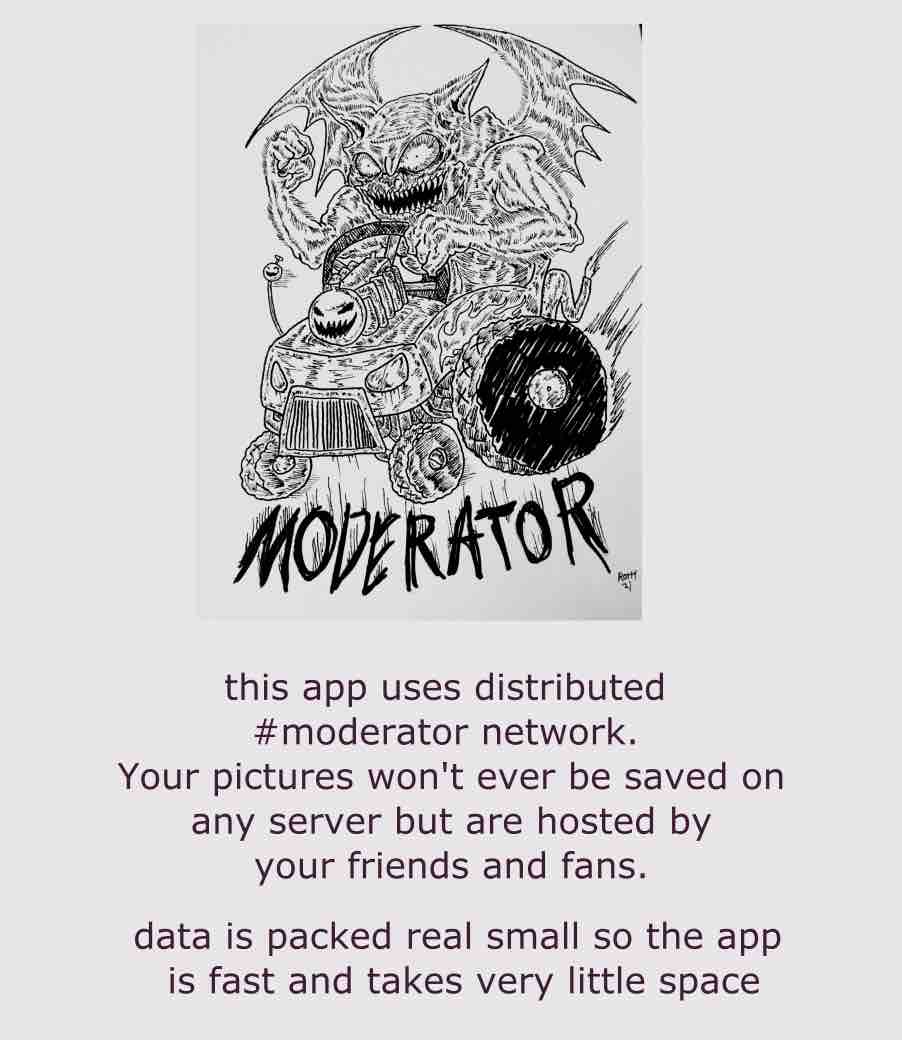 MODERATOR
ROTH
21
this app uses distributed
#moderator network.
Your pictures won't ever be saved on
any server but are hosted by
your friends and fans.
data is packed real small so the app
is fast and takes very little space